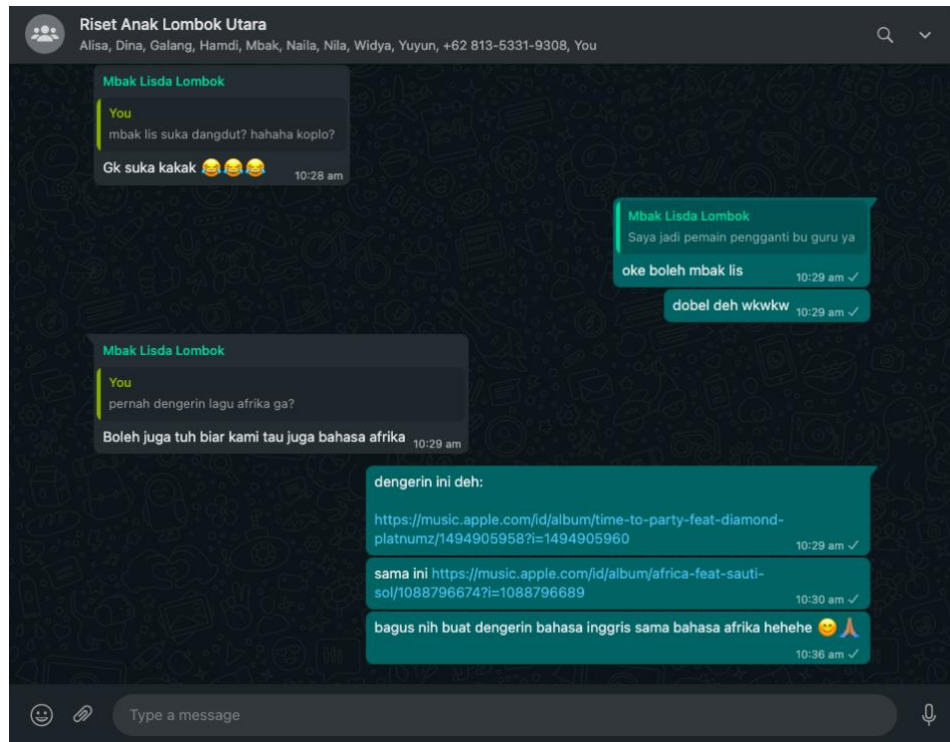 Riset Anak Lombok Utara
Alisa, Dina, Galang, Hamdi, Mbak, Naila, Nila, Widya, Yuyun, +62 813-5331-9308, You
Mbak Lisda Lombok
You
mbak lis suka dangdut? hahaha koplo?
Gk suka kakak 😂😂😂
10:28 am
Mbak Lisda Lombok
Saya jadi pemain pengganti bu guru ya
oke boleh mbak lis
10:29 am
dobel deh wkwkw 10:29 am
Mbak Lisda Lombok
You
pernah dengerin lagu afrika ga?
Boleh juga tuh biar kami tau juga bahasa afrika 10:29 am
dengerin ini deh:
https://music.apple.com/id/album/time-to-party-feat-diamond-
platnumz/1494905958?i=1494905960
10:29 am
sama ini https://music.apple.com/id/album/africa-feat-sauti-
sol/1088796674?i=1088796689
10:30 am
bagus nih buat dengerin bahasa inggris sama bahasa afrika hehehe 😊🙏
10:36 am
Type a message